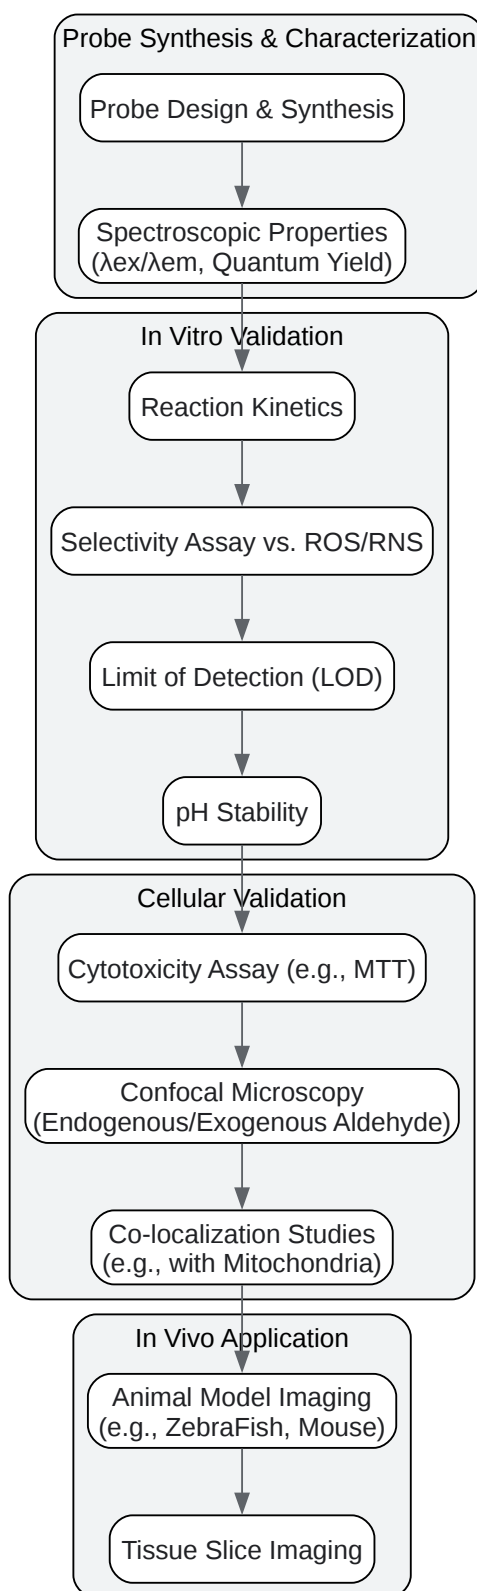 Probe Synthesis & Characterization
Probe Design & Synthesis
Spectroscopic Properties
(λex/λem, Quantum Yield)
In Vitro Validation
Reaction Kinetics
Selectivity Assay vs. ROS/RNS
Limit of Detection (LOD)
pH Stability
Cellular Validation
Cytotoxicity Assay (e.g., MTT)
Confocal Microscopy
(Endogenous/Exogenous Aldehyde)
Co-localization Studies
(e.g., with Mitochondria)
In Vivo Application
Animal Model Imaging
(e.g., ZebraFish, Mouse)
Tissue Slice Imaging